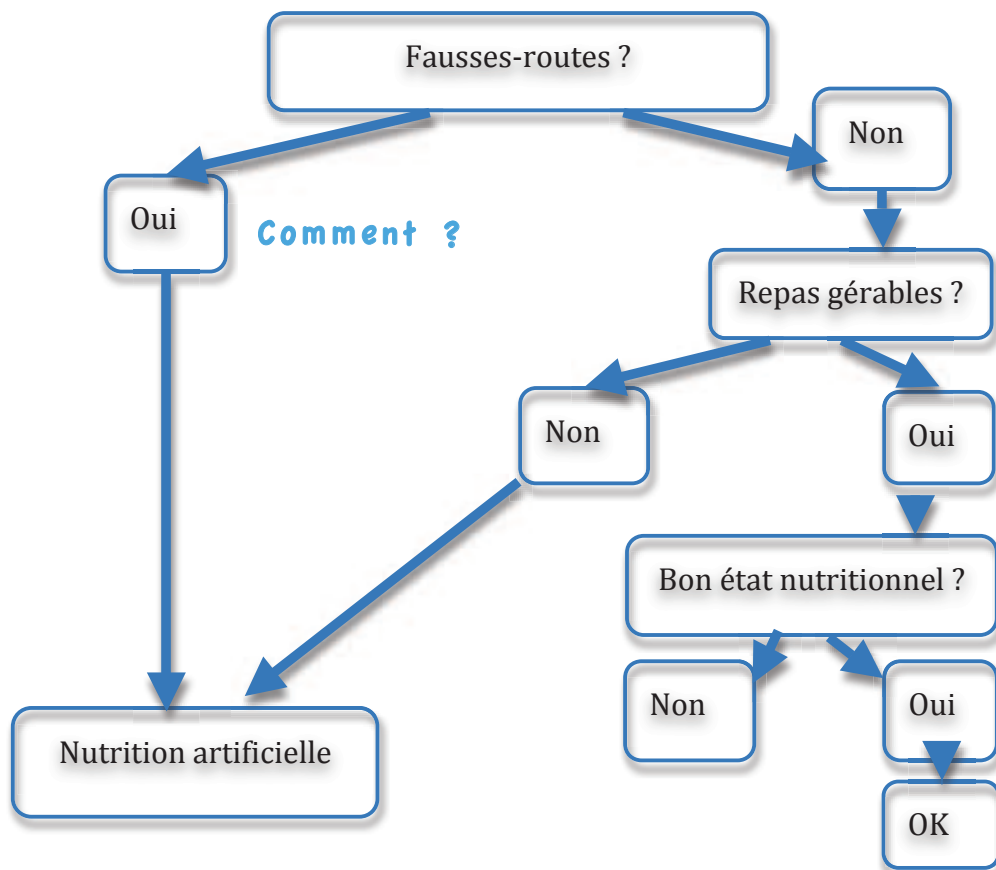 Fausses-routes ?
Non
Oui
Comment ?
Repas gérables ?
Non
Oui
Bon état nutritionnel ?
Non
Oui
Nutrition artificielle
OK